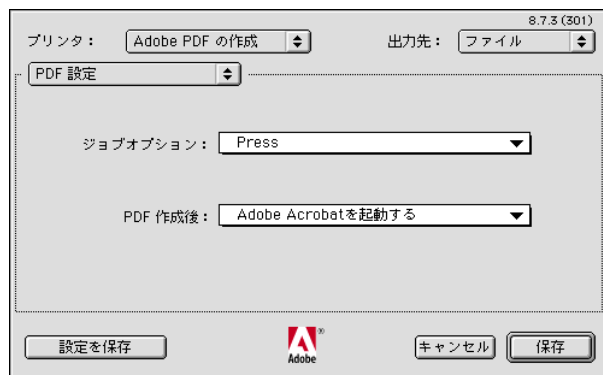 8.7.3 (301)
プリンタ： Adobe PDF の作成 出力先： ファイル
PDF 設定
ジョブオプション： Press
PDF 作成後： Adobe Acrobatを起動する
設定を保存 Adobe® キャンセル 保存